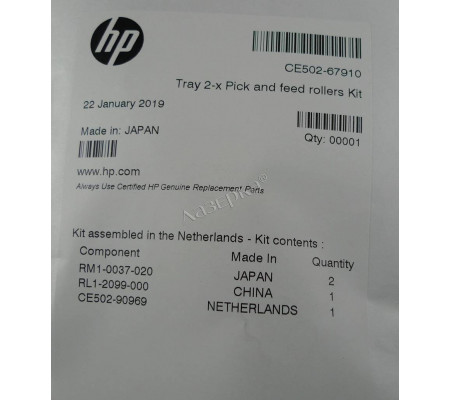 hp
CE502-67910
Tray 2-x Pick and feed rollers Kit
22 January 2019
Qty: 00001
Made in: JAPAN
www.hp.com
Always Use Certified HP Genuine Replacement Parts
Kit assembled in the Netherlands - Kit contents :
Component Made In Quantity
RM1-0037-020 JAPAN 2
RL1-2099-000 CHINA 1
CE502-90969 NETHERLANDS 1